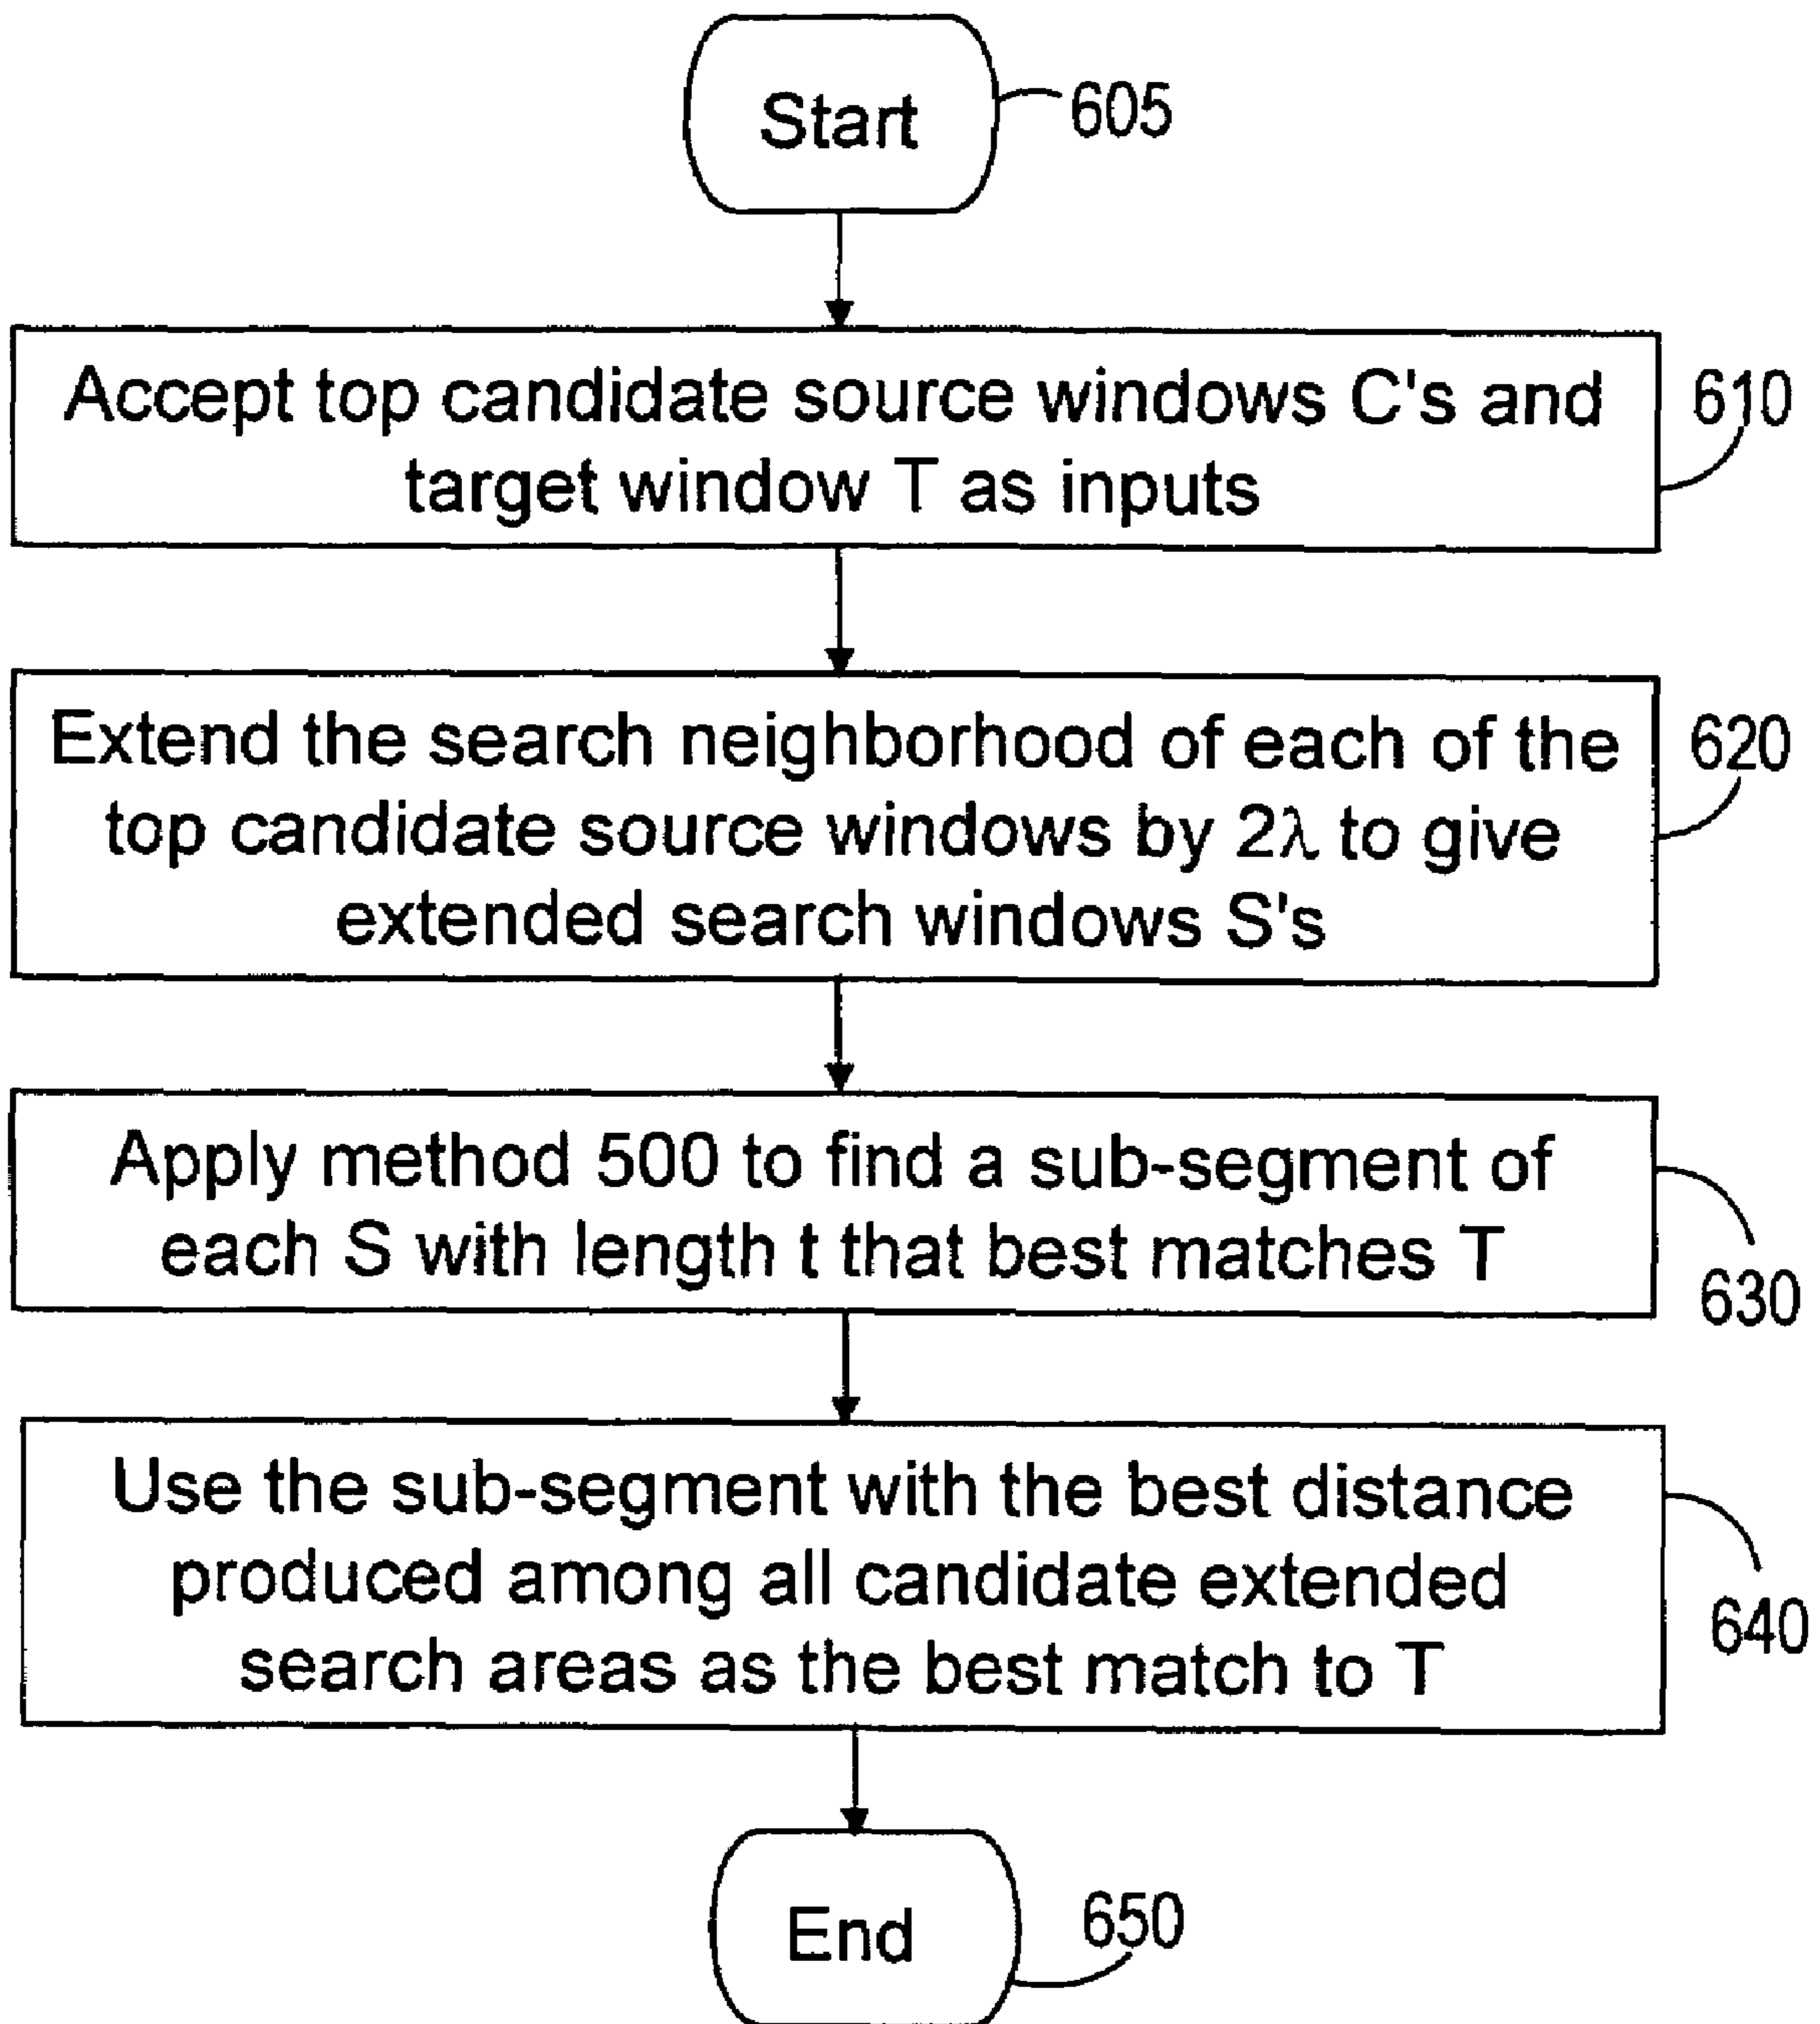 Start
605
Accept top candidate source windows C's and
target window T as inputs
610
Extend the search neighborhood of each of the
top candidate source windows by 2λ to give
extended search windows S's
620
Apply method 500 to find a sub-segment of
each S with length t that best matches T
630
Use the sub-segment with the best distance
produced among all candidate extended
search areas as the best match to T
640
End
650